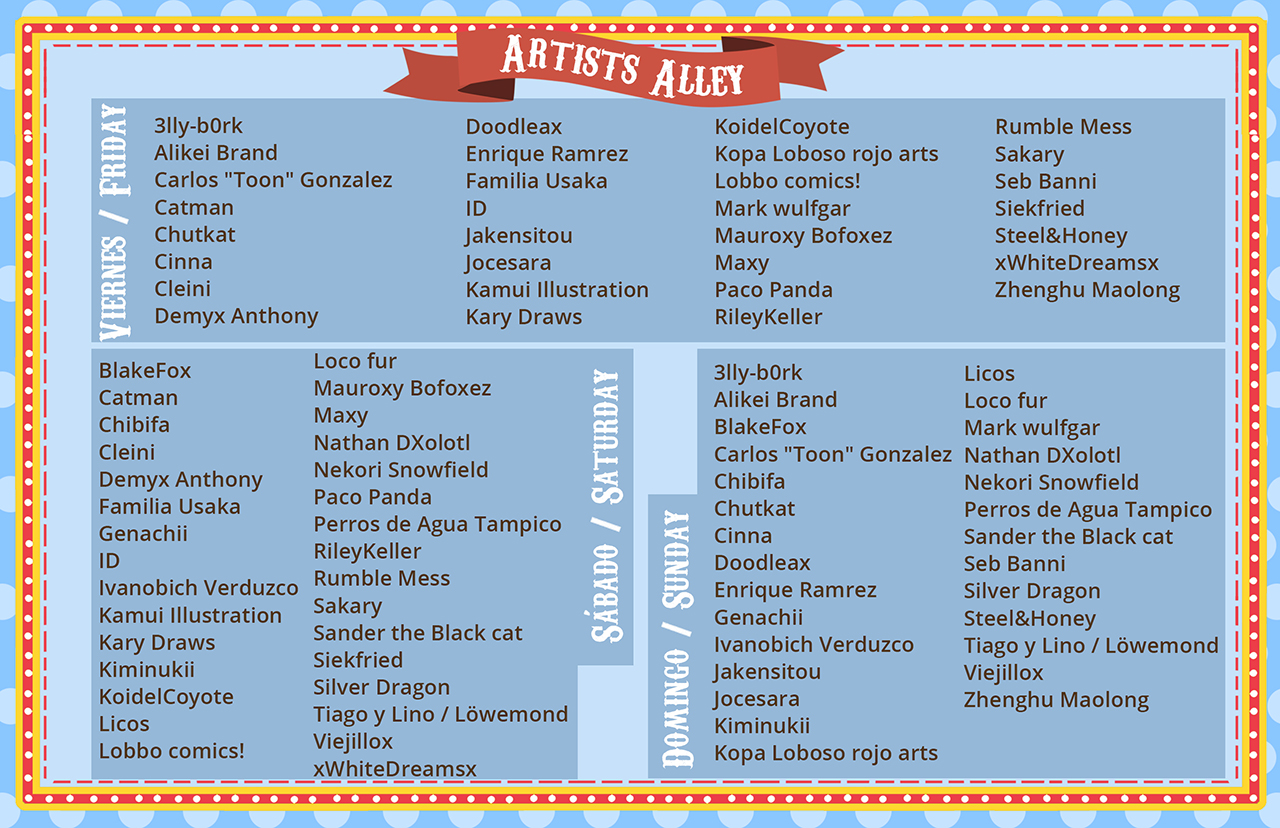 Artists Alley
Viernes / Friday
3lly-b0rk
Alikei Brand
Carlos "Toon" Gonzalez
Catman
Chutkat
Cinna
Cleini
Demyx Anthony
Doodleax
Enrique Ramrez
Familia Usaka
ID
Jakensitou
Jocesara
Kamui Illustration
Kary Draws
KoidelCoyote
Kopa Loboso rojo arts
Lobbo comics!
Mark wulfgar
Mauroxy Bofoxez
Maxy
Paco Panda
RileyKeller
Rumble Mess
Sakary
Seb Banni
Siekfried
Steel&Honey
xWhiteDreamsx
Zhenghu Maolong
Sábado / Saturday
BlakeFox
Catman
Chibifa
Cleini
Demyx Anthony
Familia Usaka
Genachii
ID
Ivanobich Verduzco
Kamui Illustration
Kary Draws
Kiminukii
KoidelCoyote
Licos
Lobbo comics!
Loco fur
Mauroxy Bofoxez
Maxy
Nathan DXolotl
Nekori Snowfield
Paco Panda
Perros de Agua Tampico
RileyKeller
Rumble Mess
Sakary
Sander the Black cat
Siekfried
Silver Dragon
Tiago y Lino / Löwemond
Viejillox
xWhiteDreamsx
Domingo / Sunday
3lly-b0rk
Alikei Brand
BlakeFox
Carlos "Toon" Gonzalez
Chibifa
Chutkat
Cinna
Doodleax
Enrique Ramrez
Genachii
Ivanobich Verduzco
Jakensitou
Jocesara
Kiminukii
Kopa Loboso rojo arts
Licos
Loco fur
Mark wulfgar
Nathan DXolotl
Nekori Snowfield
Perros de Agua Tampico
Sander the Black cat
Seb Banni
Silver Dragon
Steel&Honey
Tiago y Lino / Löwemond
Viejillox
Zhenghu Maolong